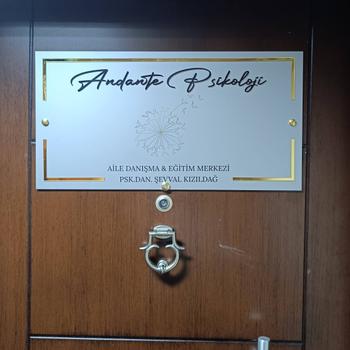 Andante Psikoloji
AİLE DANIŞMA & EĞİTİM MERKEZİ
PSK.DAN. ŞEVVAL KIZILDAĞ